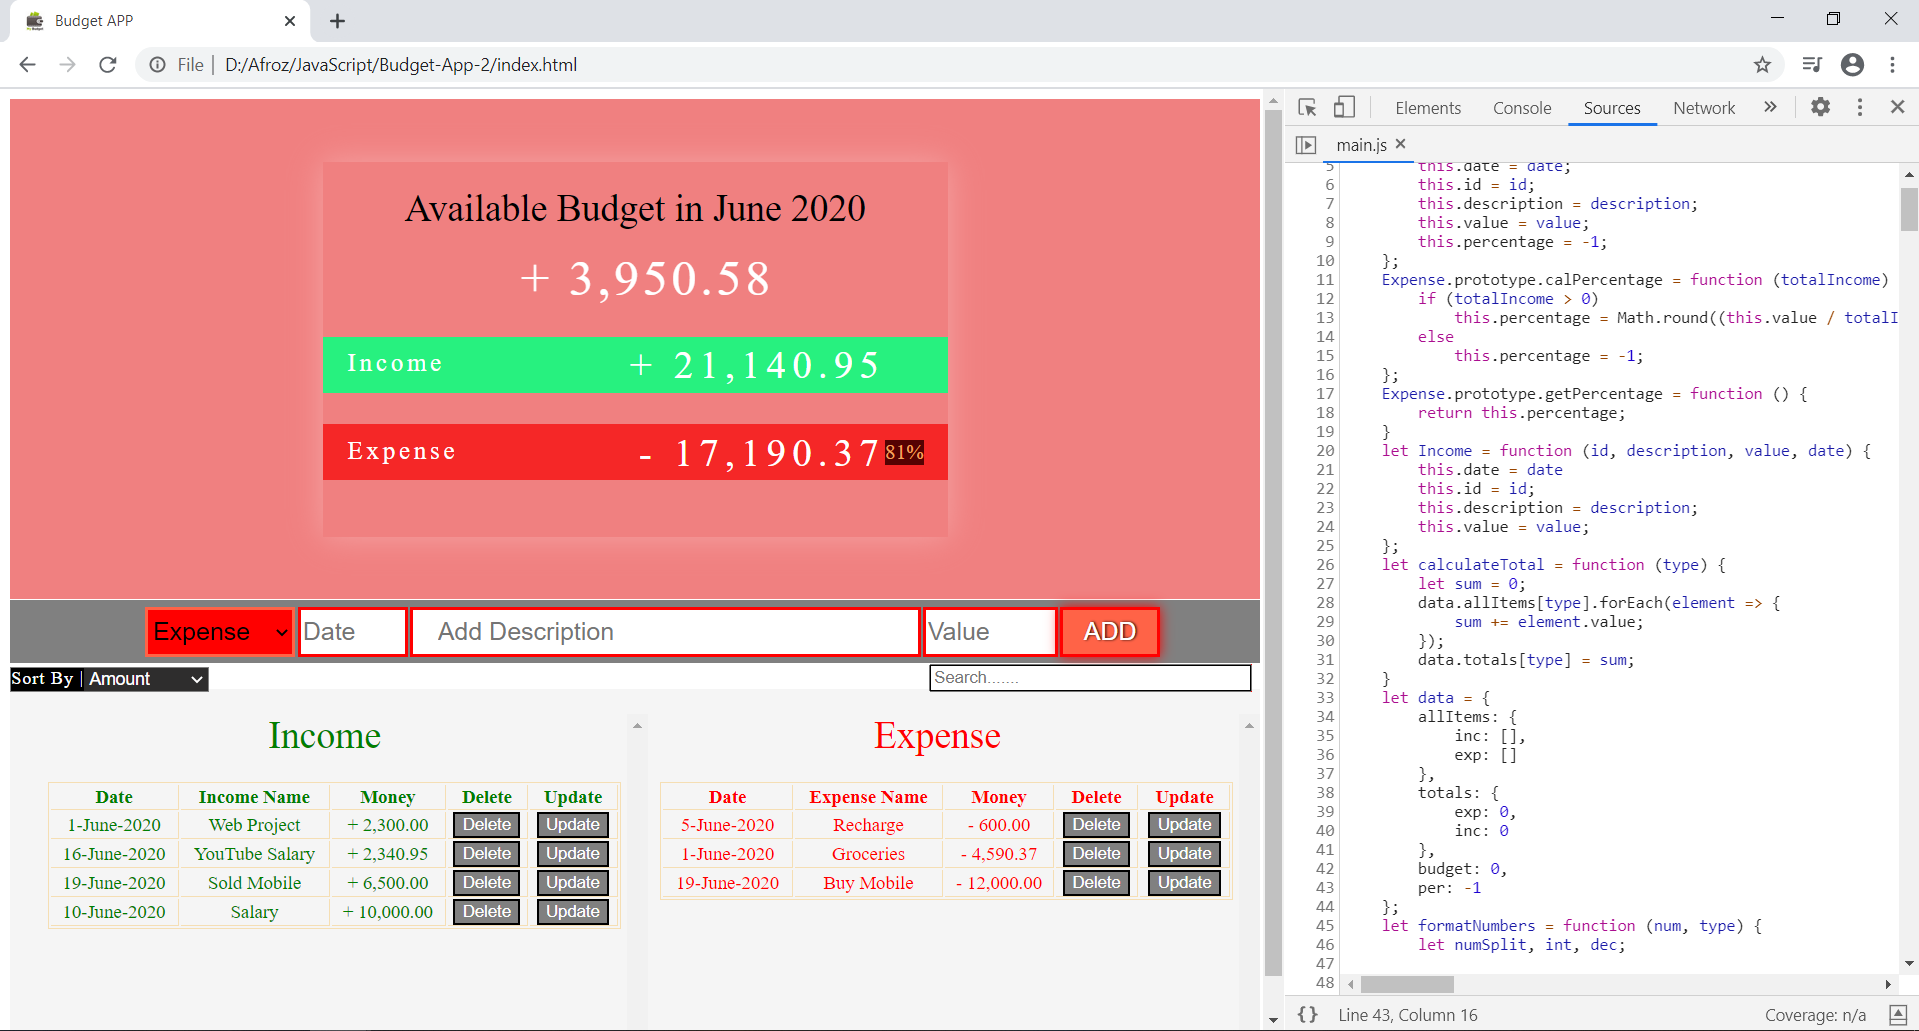 Budget APP
File | D:/Afroz/JavaScript/Budget-App-2/index.html
Available Budget in June 2020
+ 3,950.58
Income + 21,140.95
Expense - 17,190.37 81%
Expense Date Add Description Value ADD
Sort By | Amount Search.......
Income
Date Income Name Money Delete Update
1-June-2020 Web Project + 2,300.00 Delete Update
16-June-2020 YouTube Salary + 2,340.95 Delete Update
19-June-2020 Sold Mobile + 6,500.00 Delete Update
10-June-2020 Salary + 10,000.00 Delete Update
Expense
Date Expense Name Money Delete Update
5-June-2020 Recharge - 600.00 Delete Update
1-June-2020 Groceries - 4,590.37 Delete Update
19-June-2020 Buy Mobile - 12,000.00 Delete Update
Elements Console Sources Network »
main.js
5 this.date = date;
6 this.id = id;
7 this.description = description;
8 this.value = value;
9 this.percentage = -1;
10 };
11 Expense.prototype.calPercentage = function (totalIncome)
12 if (totalIncome > 0)
13 this.percentage = Math.round((this.value / totalI
14 else
15 this.percentage = -1;
16 };
17 Expense.prototype.getPercentage = function () {
18 return this.percentage;
19 }
20 let Income = function (id, description, value, date) {
21 this.date = date
22 this.id = id;
23 this.description = description;
24 this.value = value;
25 };
26 let calculateTotal = function (type) {
27 let sum = 0;
28 data.allItems[type].forEach(element => {
29 sum += element.value;
30 });
31 data.totals[type] = sum;
32 }
33 let data = {
34 allItems: {
35 inc: [],
36 exp: []
37 },
38 totals: {
39 exp: 0,
40 inc: 0
41 },
42 budget: 0,
43 per: -1
44 };
45 let formatNumbers = function (num, type) {
46 let numSplit, int, dec;
47
48
{} Line 43, Column 16 Coverage: n/a